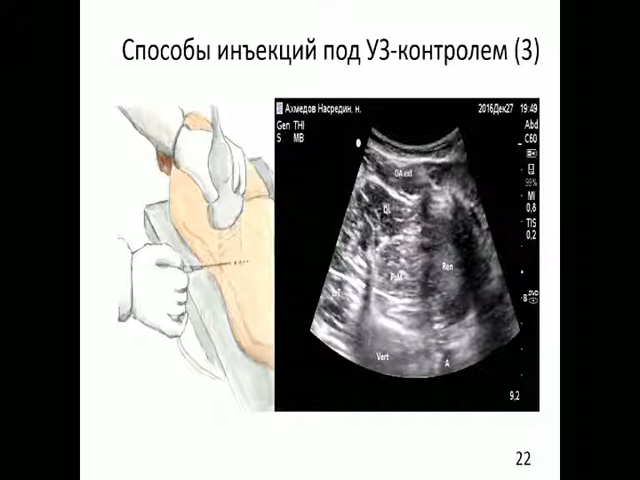 Способы инъекций под УЗ-контролем (3)
Ахмедов Насредин. н. 2016Дек27 19:49
Gen THI Abd
S MB C60
99%
MI
0,8
TIS
0,2
OA ext
QL
PsM
Ren
Vert A
9,2
22